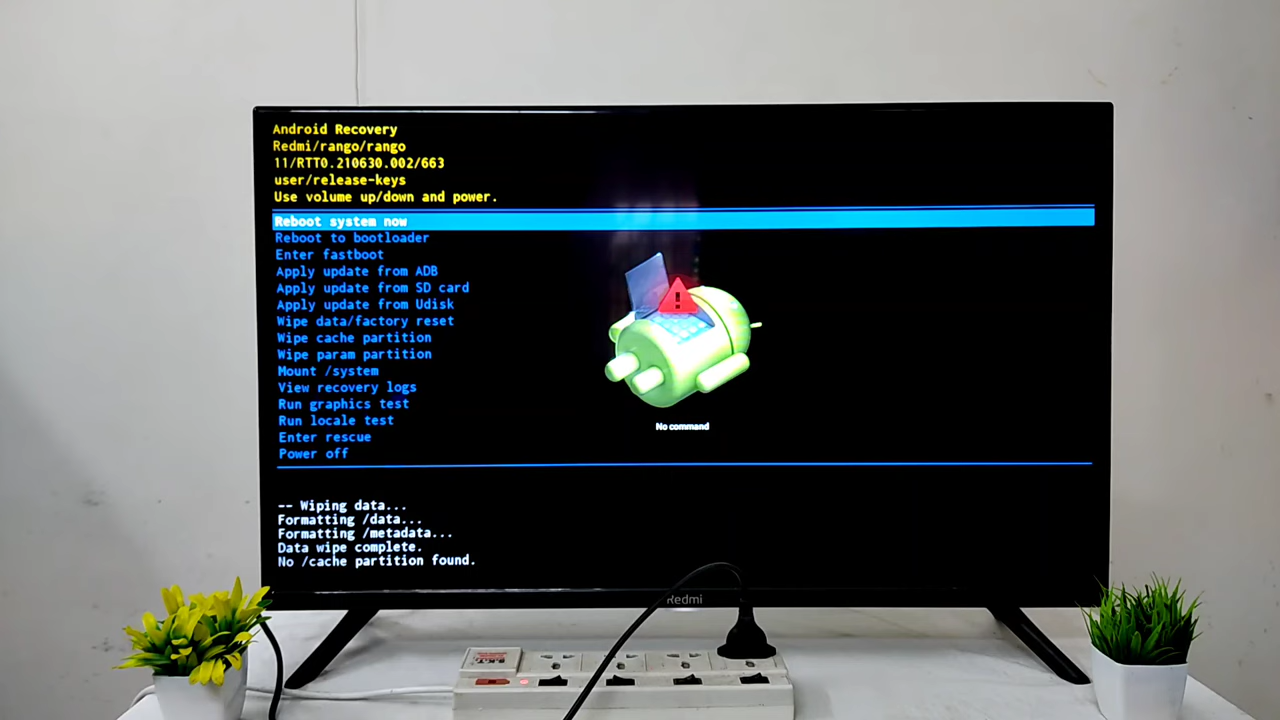 Android Recovery
Redmi/rango/rango
11/RTT0.210630.002/663
user/release-keys
Use volume up/down and power.
Reboot system now
Reboot to bootloader
Enter fastboot
Apply update from ADB
Apply update from SD card
Apply update from Udisk
Wipe data/factory reset
Wipe cache partition
Wipe param partition
Mount /system
View recovery logs
Run graphics test
Run locale test
Enter rescue
Power off
No command
-- Wiping data...
Formatting /data...
Formatting /metadata...
Data wipe complete.
No /cache partition found.
Redmi